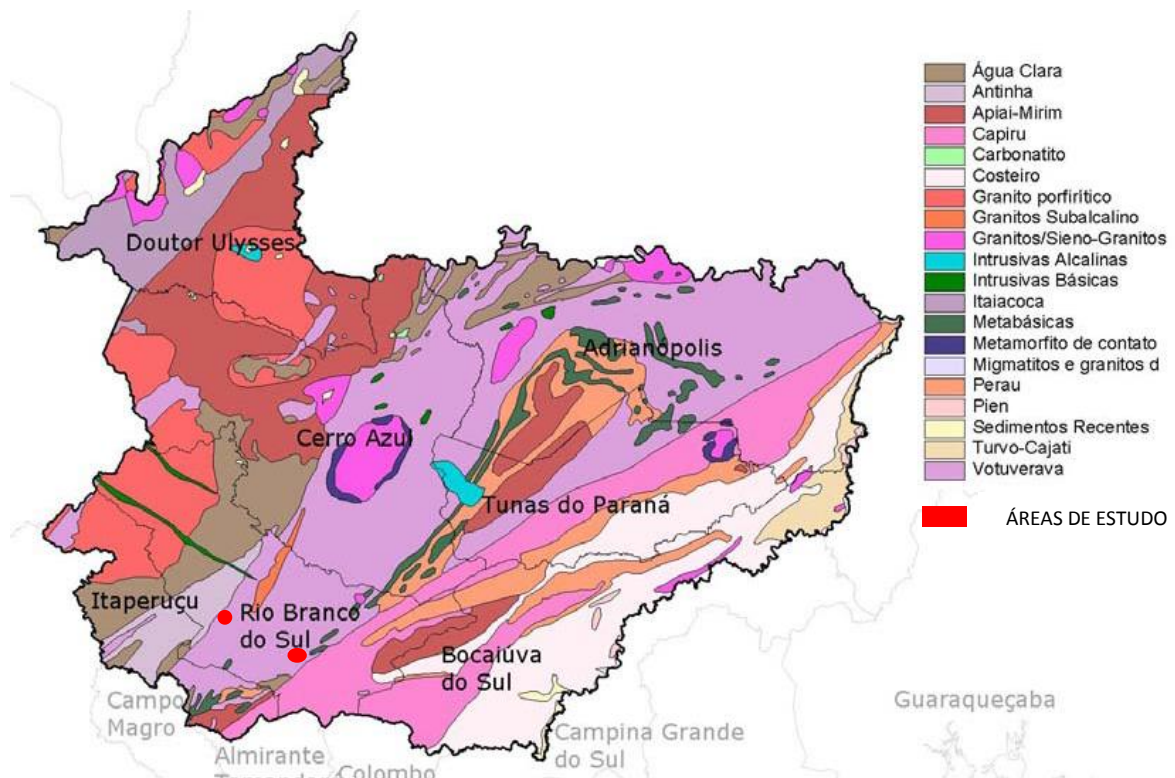 Doutor Ulysses
Adrianópolis
Cerro Azul
Tunas do Paraná
Itaperuçu
Rio Branco
do Sul
Bocaiuva
do Sul
Campo
Magro
Campina Grande
do Sul
Guaraqueçaba
Almirante
Colombo
Água Clara
Antinha
Apiai-Mirim
Capiru
Carbonatito
Costeiro
Granito porfirítico
Granitos Subalcalino
Granitos/Sieno-Granitos
Intrusivas Alcalinas
Intrusivas Básicas
Itaiacoca
Metabásicas
Metamorfito de contato
Migmatitos e granitos d
Perau
Pien
Sedimentos Recentes
Turvo-Cajati
Votuverava
ÁREAS DE ESTUDO